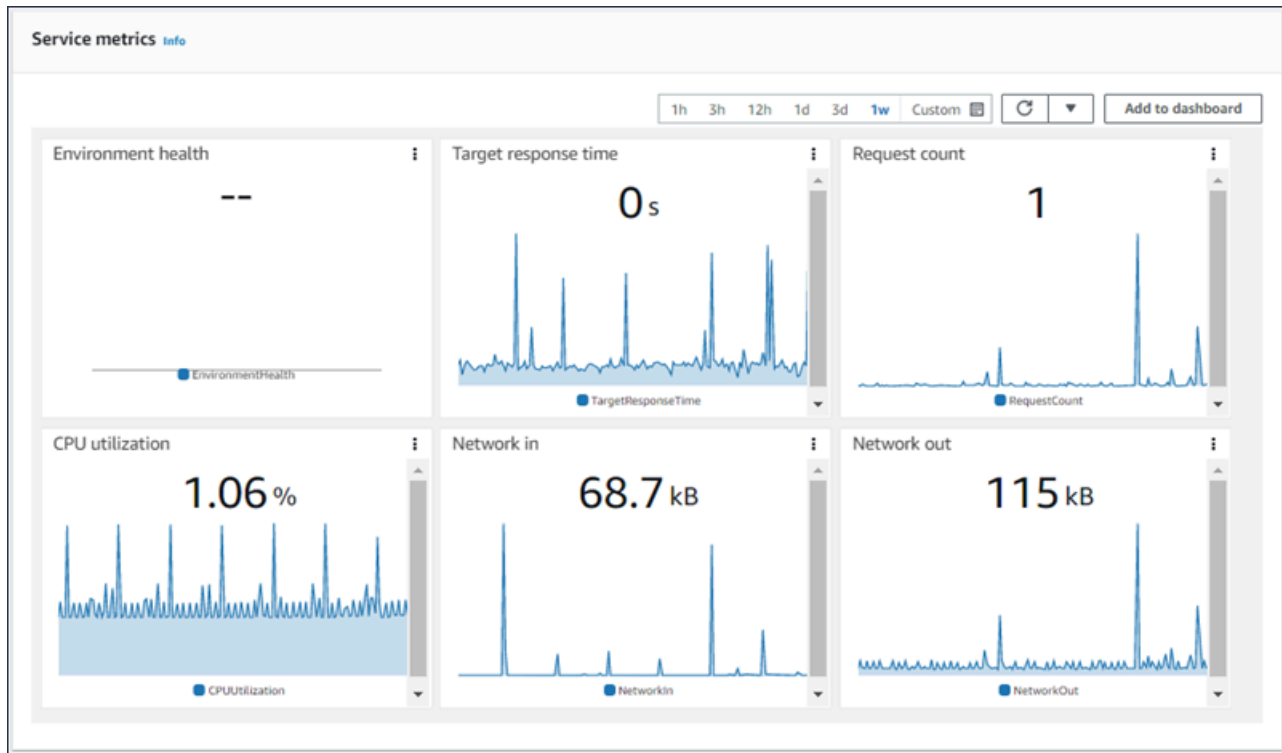 Service metrics Info
1h 3h 12h 1d 3d 1w Custom Add to dashboard
Environment health
--
EnvironmentHealth
Target response time
0 s
TargetResponseTime
Request count
1
RequestCount
CPU utilization
1.06 %
CPUUtilization
Network in
68.7 kB
NetworkIn
Network out
115 kB
NetworkOut